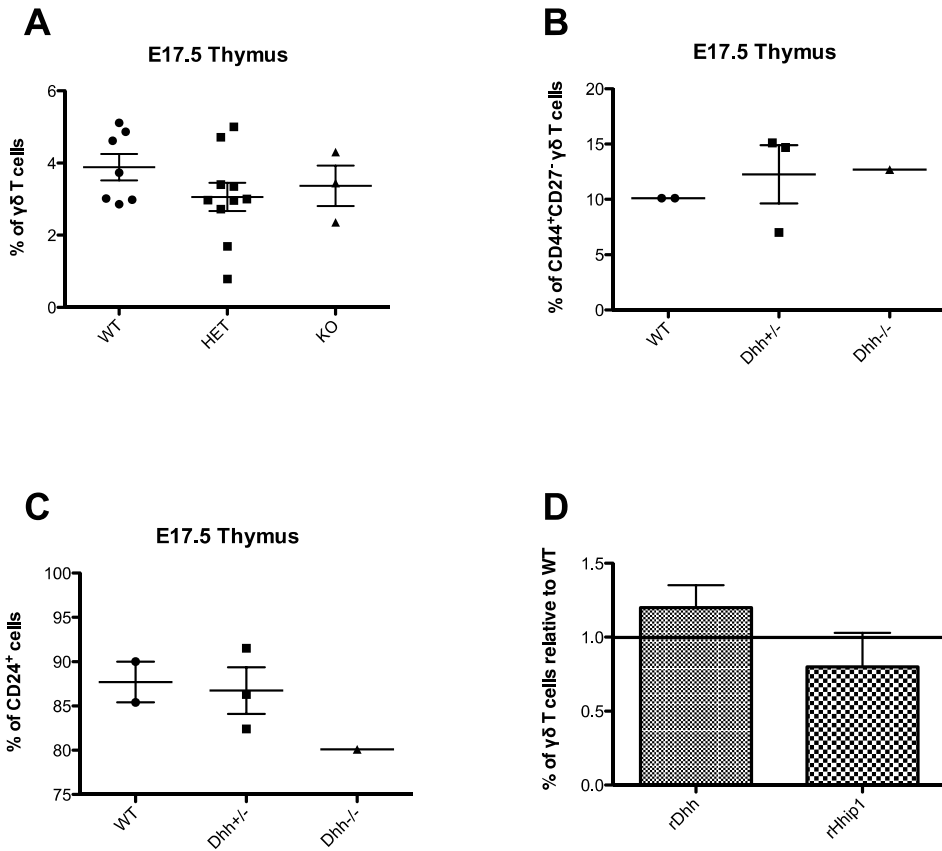 A
E17.5 Thymus
% of γδ T cells
6
4
2
0
WT
HET
KO
B
E17.5 Thymus
% of CD44⁺CD27⁻ γδ T cells
20
15
10
5
0
WT
Dhh+/-
Dhh-/-
C
E17.5 Thymus
% of CD24⁺ cells
100
95
90
85
80
75
WT
Dhh+/-
Dhh-/-
D
% of γδ T cells relative to WT
1.5
1.0
0.5
0.0
rDhh
rHhip1